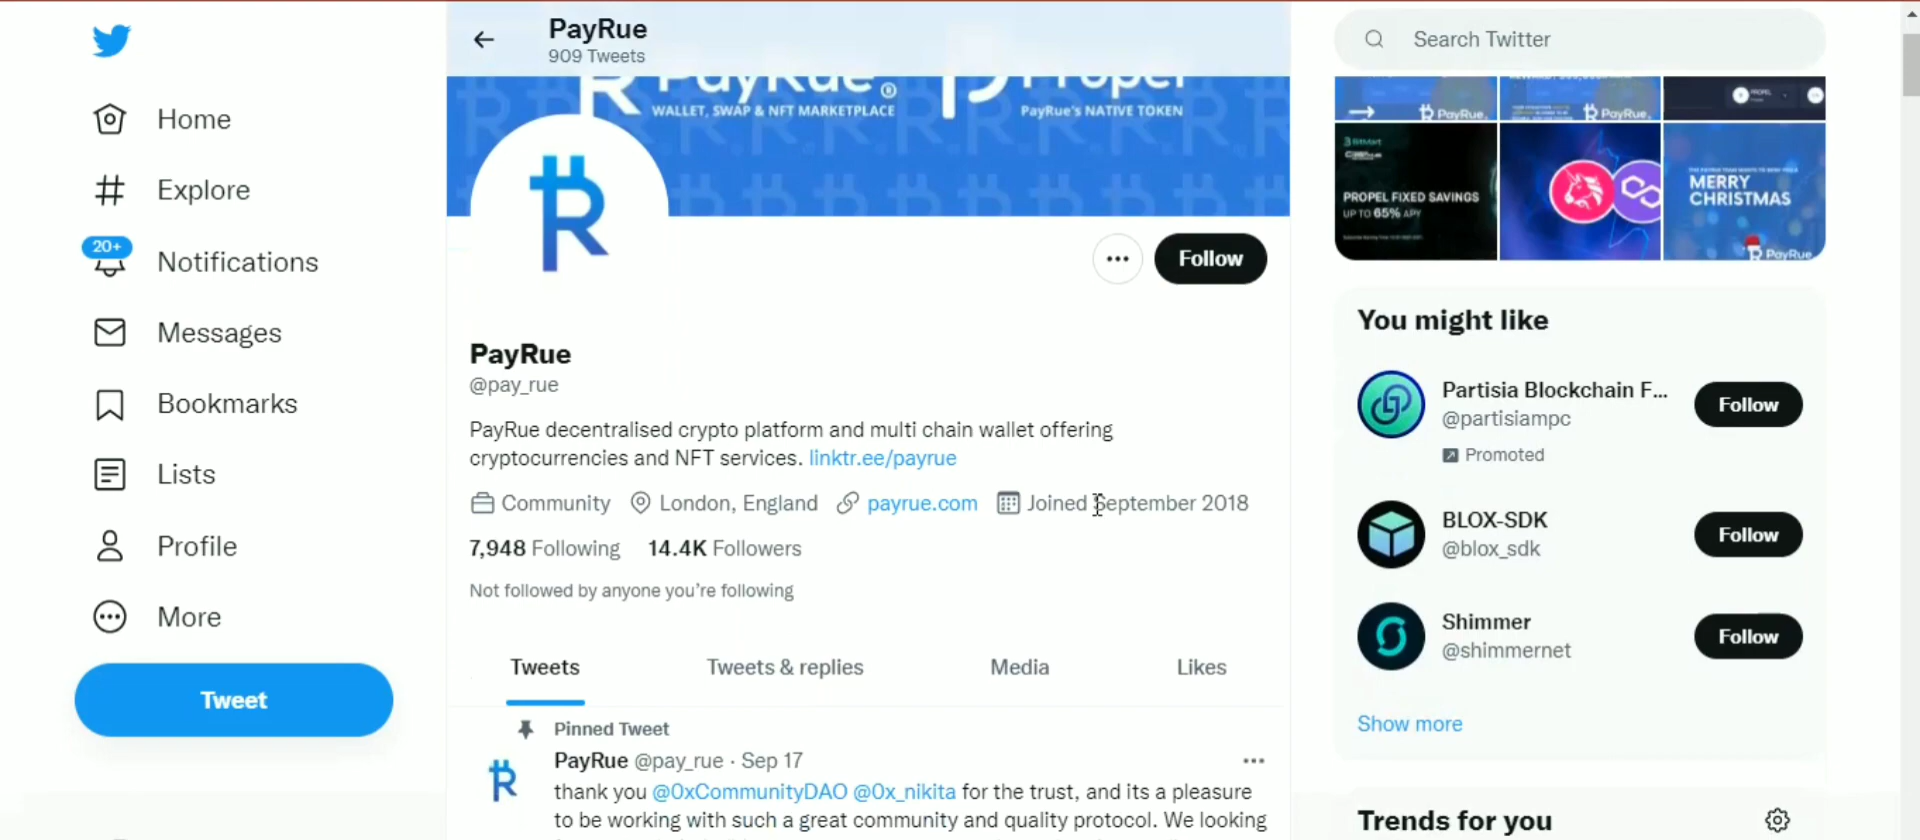 PayRue
909 Tweets
Search Twitter
PayRue®
Propel
WALLET, SWAP & NFT MARKETPLACE
PayRue's NATIVE TOKEN
Home
Explore
20+
Notifications
Messages
Bookmarks
Lists
Profile
More
Tweet
Follow
PayRue
@pay_rue
PayRue decentralised crypto platform and multi chain wallet offering
cryptocurrencies and NFT services. linktr.ee/payrue
Community London, England payrue.com Joined September 2018
7,948 Following 14.4K Followers
Not followed by anyone you're following
Tweets Tweets & replies Media Likes
Pinned Tweet
PayRue @pay_rue · Sep 17
thank you @0xCommunityDAO @0x_nikita for the trust, and its a pleasure
to be working with such a great community and quality protocol. We looking
PayRue
PayRue
BitMart
PROPEL FIXED SAVINGS
UP TO 65% APY
MERRY
CHRISTMAS
PayRue
You might like
Partisia Blockchain F...
@partisiampc
Promoted
Follow
BLOX-SDK
@blox_sdk
Follow
Shimmer
@shimmernet
Follow
Show more
Trends for you